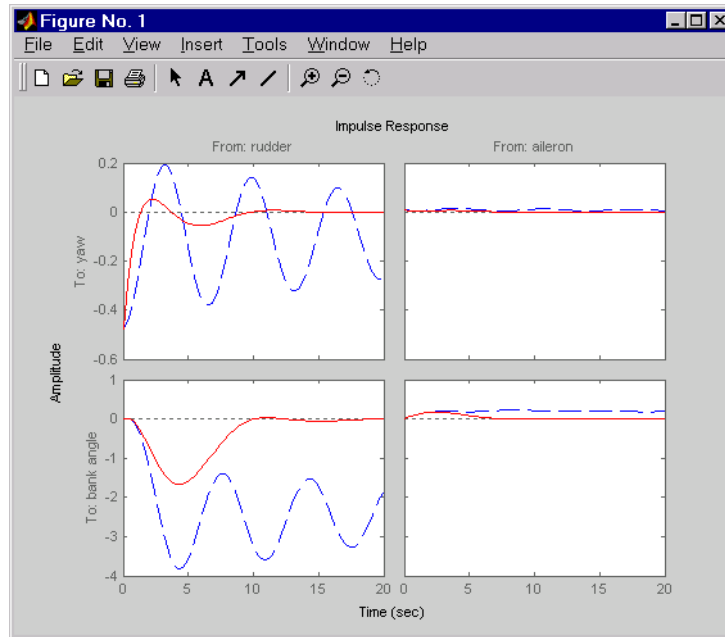 Figure No. 1
File Edit View Insert Tools Window Help
A
Impulse Response
From: rudder
From: aileron
To: yaw
0.2
0
-0.2
-0.4
-0.6
Amplitude
To: bank angle
1
0
-1
-2
-3
-4
0 5 10 15 20
0 5 10 15 20
Time (sec)